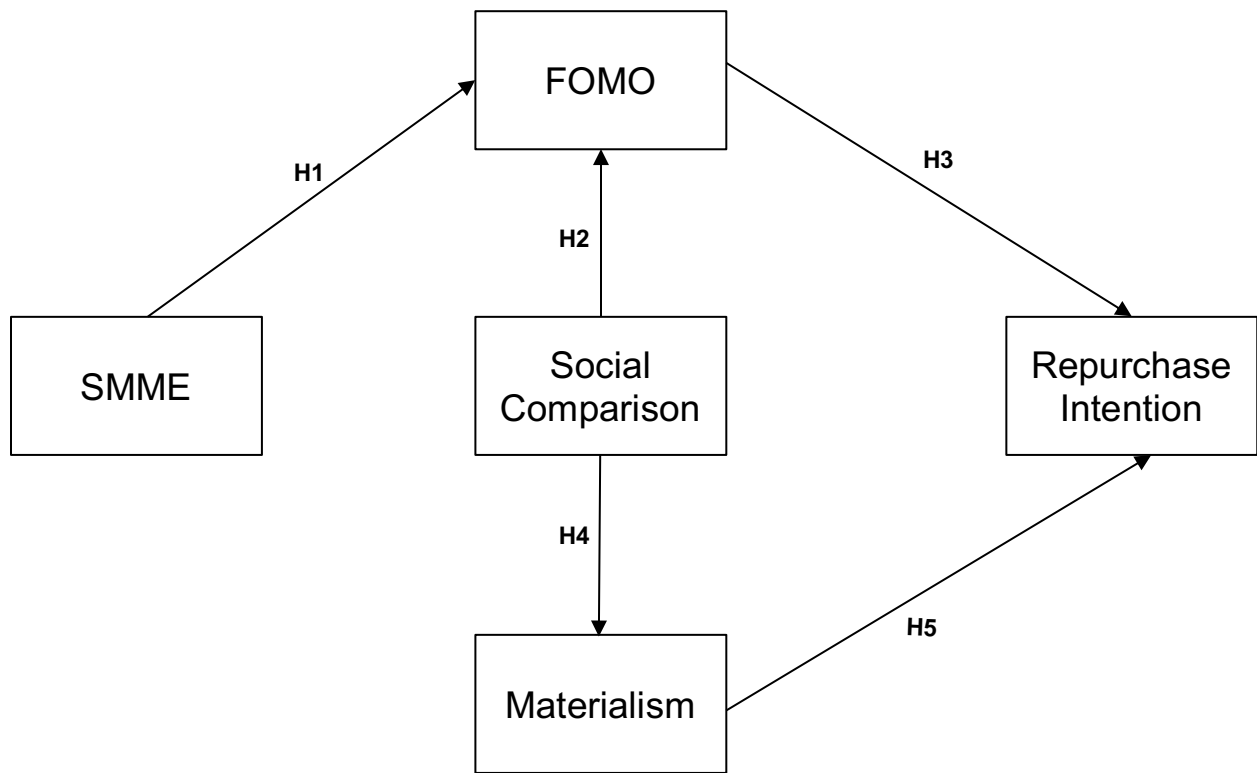 FOMO
H1
H3
H2
SMME
Social
Comparison
Repurchase
Intention
H4
H5
Materialism